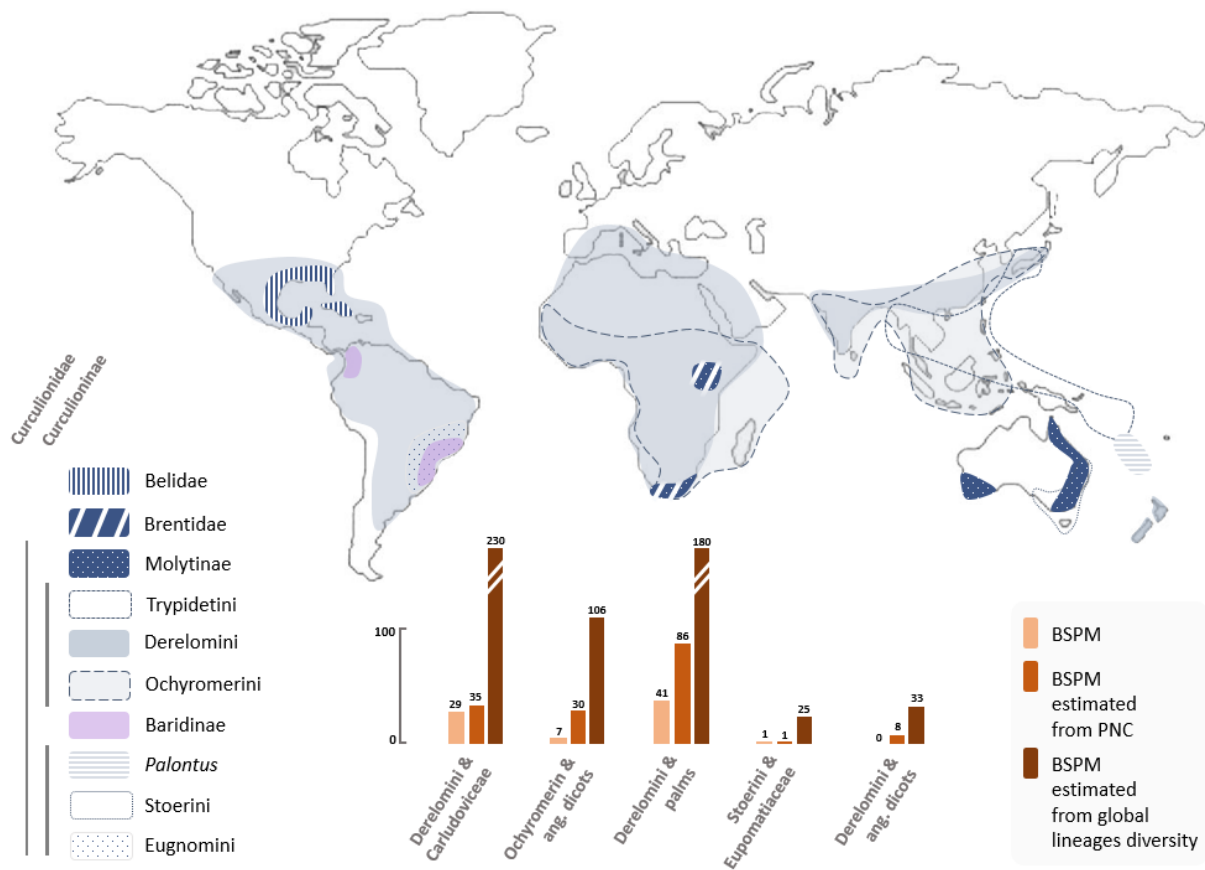 Curculionidae
Curculioninae
Belidae
Brentidae
Molytinae
Trypidetini
Derelomini
Ochyromerini
Baridinae
Palontus
Stoerini
Eugnomini
100
0
29
35
230
7
30
106
41
86
180
1
1
25
0
8
33
Derelomini &
Carludoviceae
Ochyromerin &
ang. dicots
Derelomini &
palms
Stoerini &
Eupomatiaceae
Derelomini &
ang. dicots
BSPM
BSPM
estimated
from PNC
BSPM
estimated
from global
lineages diversity